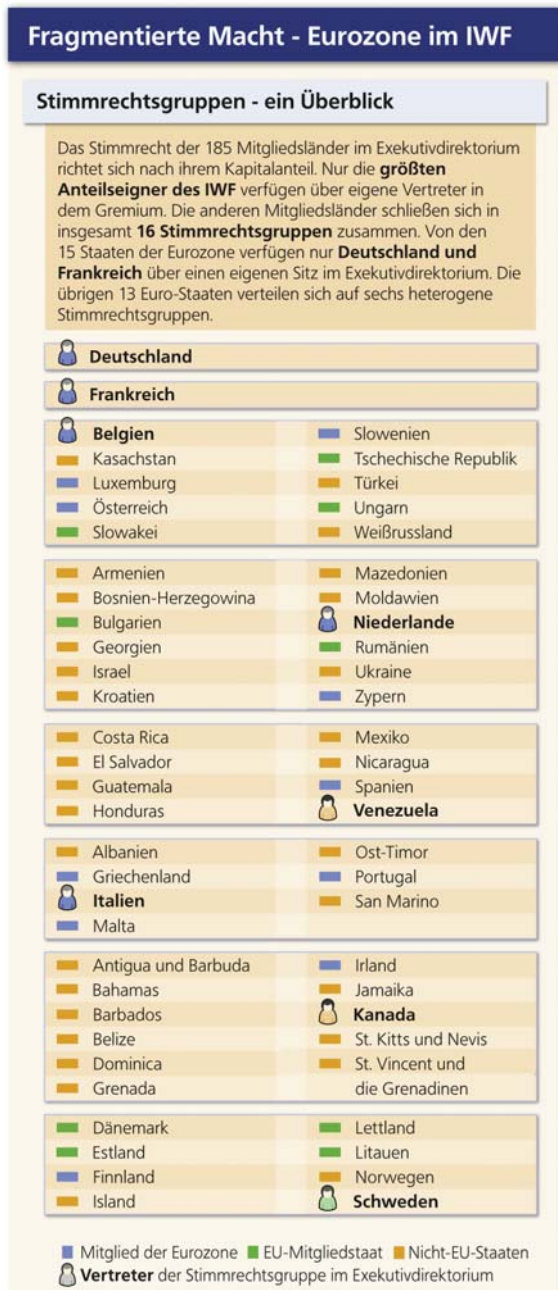 Fragmentierte Macht - Eurozone im IWF
Stimmrechtsgruppen - ein Überblick
Das Stimmrecht der 185 Mitgliedsländer im Exekutivdirektorium
richtet sich nach ihrem Kapitalanteil. Nur die größten
Anteilseigner des IWF verfügen über eigene Vertreter in
dem Gremium. Die anderen Mitgliedsländer schließen sich in
insgesamt 16 Stimmrechtsgruppen zusammen. Von den
15 Staaten der Eurozone verfügen nur Deutschland und
Frankreich über einen eigenen Sitz im Exekutivdirektorium. Die
übrigen 13 Euro-Staaten verteilen sich auf sechs heterogene
Stimmrechtsgruppen.
Deutschland
Frankreich
Belgien
Kasachstan
Luxemburg
Österreich
Slowakei
Slowenien
Tschechische Republik
Türkei
Ungarn
Weißrussland
Armenien
Bosnien-Herzegowina
Bulgarien
Georgien
Israel
Kroatien
Mazedonien
Moldawien
Niederlande
Rumänien
Ukraine
Zypern
Costa Rica
El Salvador
Guatemala
Honduras
Mexiko
Nicaragua
Spanien
Venezuela
Albanien
Griechenland
Italien
Malta
Ost-Timor
Portugal
San Marino
Antigua und Barbuda
Bahamas
Barbados
Belize
Dominica
Grenada
Irland
Jamaika
Kanada
St. Kitts und Nevis
St. Vincent und
die Grenadinen
Dänemark
Estland
Finnland
Island
Lettland
Litauen
Norwegen
Schweden
Mitglied der Eurozone EU-Mitgliedstaat Nicht-EU-Staaten
Vertreter der Stimmrechtsgruppe im Exekutivdirektorium